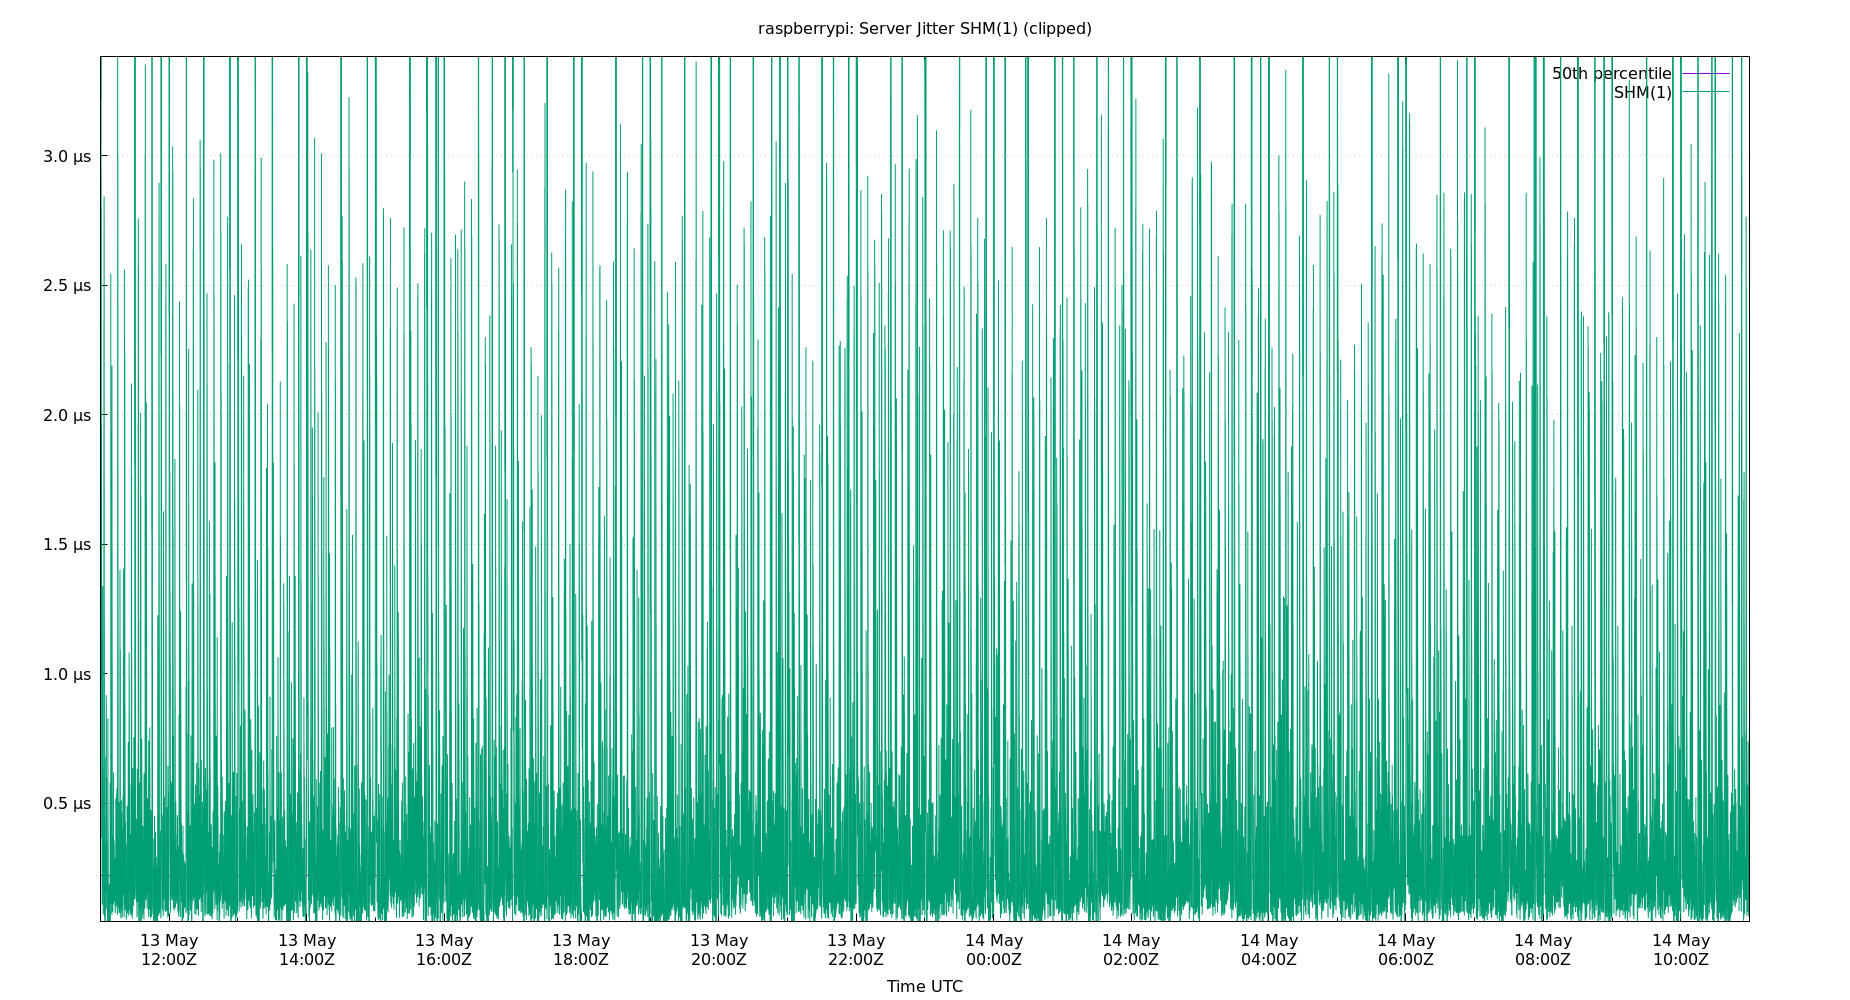 raspberrypi: Server Jitter SHM(1) (clipped)
50th percentile
SHM(1)
3.0 µs
2.5 µs
2.0 µs
1.5 µs
1.0 µs
0.5 µs
13 May 13 May 13 May 13 May 13 May 13 May 14 May 14 May 14 May 14 May 14 May 14 May
12:00Z 14:00Z 16:00Z 18:00Z 20:00Z 22:00Z 00:00Z 02:00Z 04:00Z 06:00Z 08:00Z 10:00Z
Time UTC